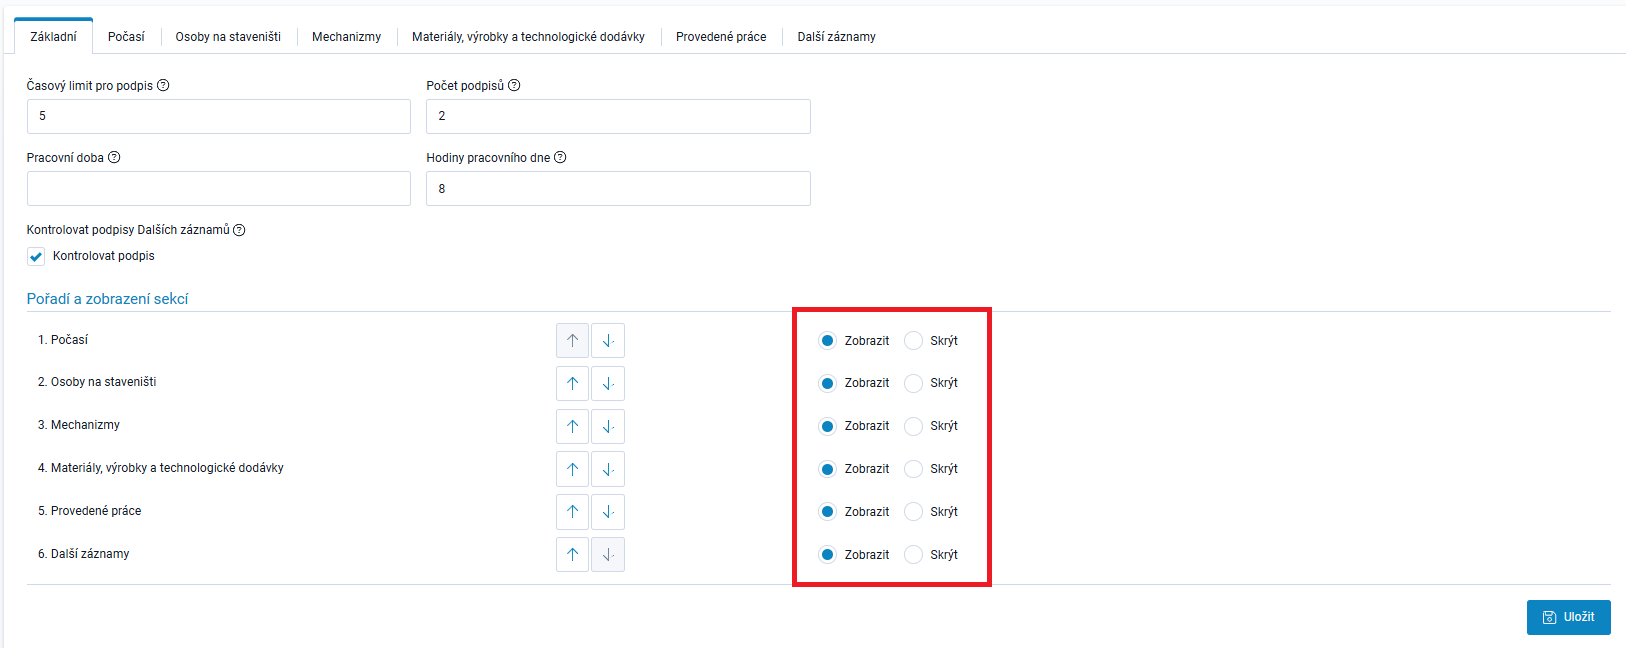 Základní Počasí Osoby na staveništi Mechanizmy Materiály, výrobky a technologické dodávky Provedené práce Další záznamy
Časový limit pro podpis ? Počet podpisů ?
5 2
Pracovní doba ? Hodiny pracovního dne ?
8
Kontrolovat podpisy Dalších záznamů ?
Kontrolovat podpis
Pořadí a zobrazení sekcí
1. Počasí Zobrazit Skrýt
2. Osoby na staveništi Zobrazit Skrýt
3. Mechanizmy Zobrazit Skrýt
4. Materiály, výrobky a technologické dodávky Zobrazit Skrýt
5. Provedené práce Zobrazit Skrýt
6. Další záznamy Zobrazit Skrýt
Uložit